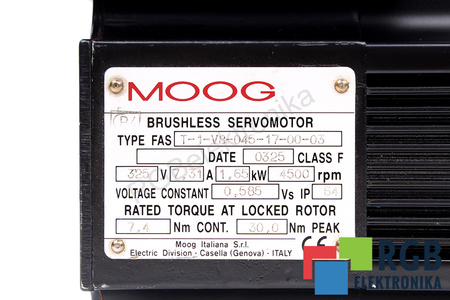 MOOG
BRUSHLESS SERVOMOTOR
TYPE FAS T-1-V8-045-17-00-03
DATE 0325 CLASS F
325 V 7,31 A 1,65 kW 4500 rpm
VOLTAGE CONSTANT 0,585 Vs IP 64
RATED TORQUE AT LOCKED ROTOR
7,4 Nm CONT. 30,0 Nm PEAK
Moog Italiana S.r.l.
Electric Division - Casella (Genova) - ITALY
CE
RGB
ELEKTRONIKA